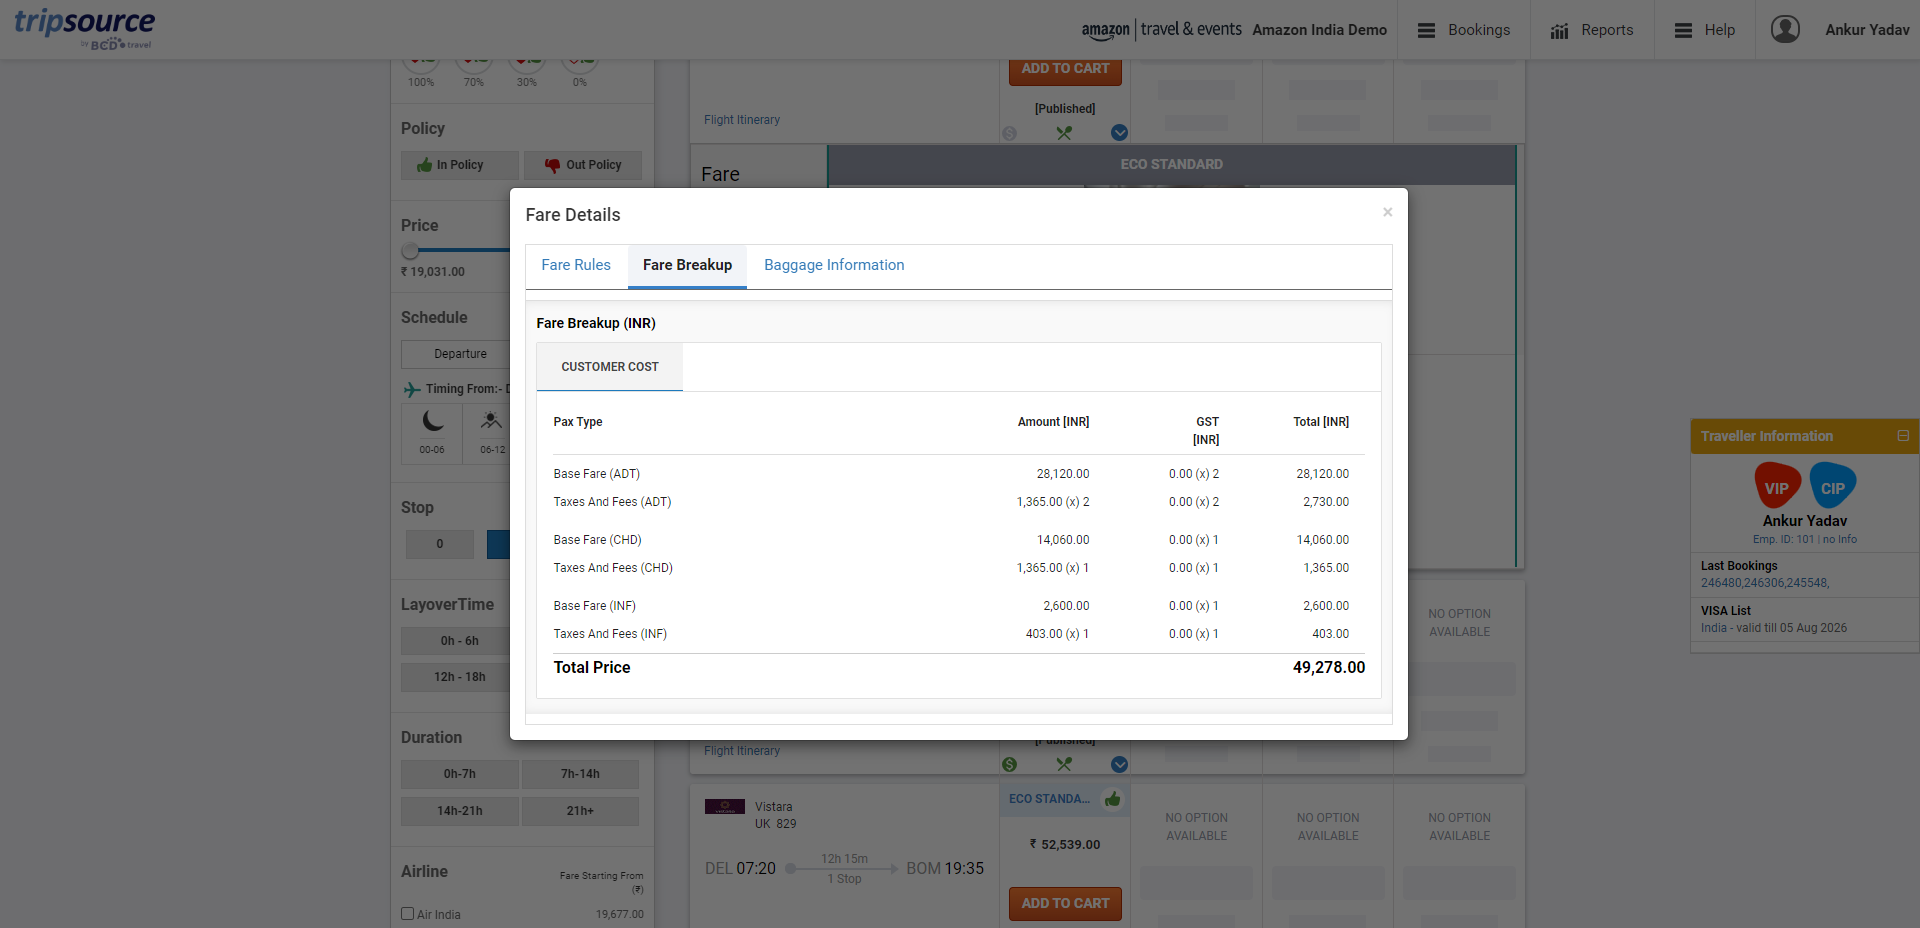 tripsource
by BCD travel
amazon travel & events Amazon India Demo
Bookings
Reports
Help
Ankur Yadav
100% 70% 30% 0%
Policy
In Policy Out Policy
Price
₹ 19,031.00
Schedule
Departure
Timing From:-
00-06 06-12
Stop
0
LayoverTime
0h - 6h
12h - 18h
Duration
0h-7h 7h-14h
14h-21h 21h+
Airline Fare Starting From
(₹)
Air India 19,677.00
ADD TO CART
[Published]
Flight Itinerary
Fare
ECO STANDARD
Fare Details
×
Fare Rules Fare Breakup Baggage Information
Fare Breakup (INR)
CUSTOMER COST
Pax Type Amount [INR] GST [INR] Total [INR]
Base Fare (ADT) 28,120.00 0.00 (x) 2 28,120.00
Taxes And Fees (ADT) 1,365.00 (x) 2 0.00 (x) 2 2,730.00
Base Fare (CHD) 14,060.00 0.00 (x) 1 14,060.00
Taxes And Fees (CHD) 1,365.00 (x) 1 0.00 (x) 1 1,365.00
Base Fare (INF) 2,600.00 0.00 (x) 1 2,600.00
Taxes And Fees (INF) 403.00 (x) 1 0.00 (x) 1 403.00
Total Price 49,278.00
NO OPTION
AVAILABLE
[Published]
Flight Itinerary
Vistara
UK 829
DEL 07:20
12h 15m
1 Stop
BOM 19:35
ECO STANDA...
₹ 52,539.00
ADD TO CART
NO OPTION
AVAILABLE
NO OPTION
AVAILABLE
NO OPTION
AVAILABLE
Traveller Information
VIP CIP
Ankur Yadav
Emp. ID: 101 | no Info
Last Bookings
246480,246306,245548,
VISA List
India - valid till 05 Aug 2026